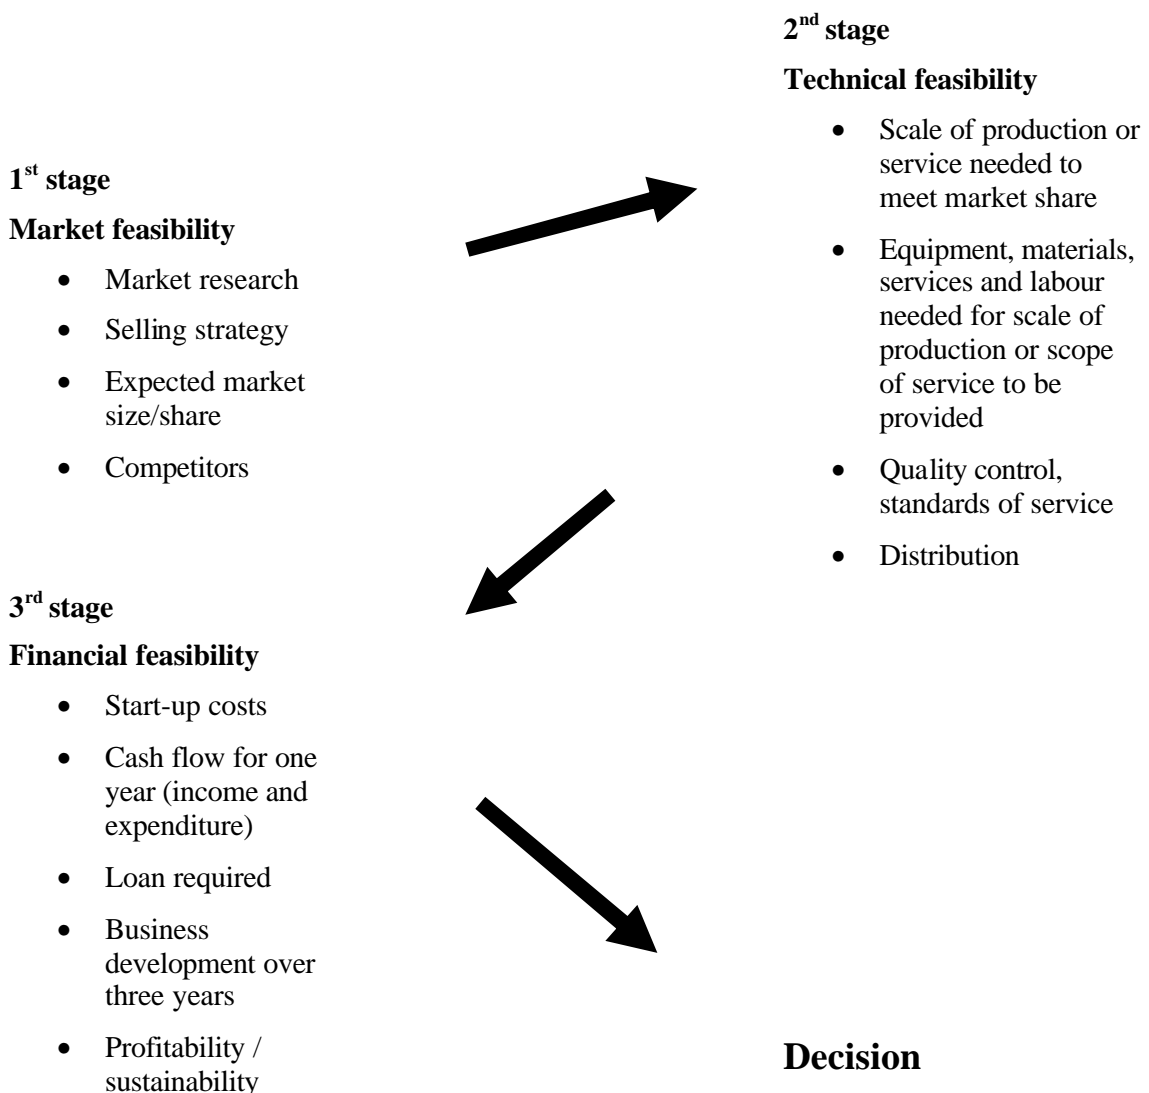 1st stage
Market feasibility
• Market research
• Selling strategy
• Expected market
size/share
• Competitors
2nd stage
Technical feasibility
• Scale of production or
service needed to
meet market share
• Equipment, materials,
services and labour
needed for scale of
production or scope
of service to be
provided
• Quality control,
standards of service
• Distribution
3rd stage
Financial feasibility
• Start-up costs
• Cash flow for one
year (income and
expenditure)
• Loan required
• Business
development over
three years
• Profitability /
sustainability
Decision